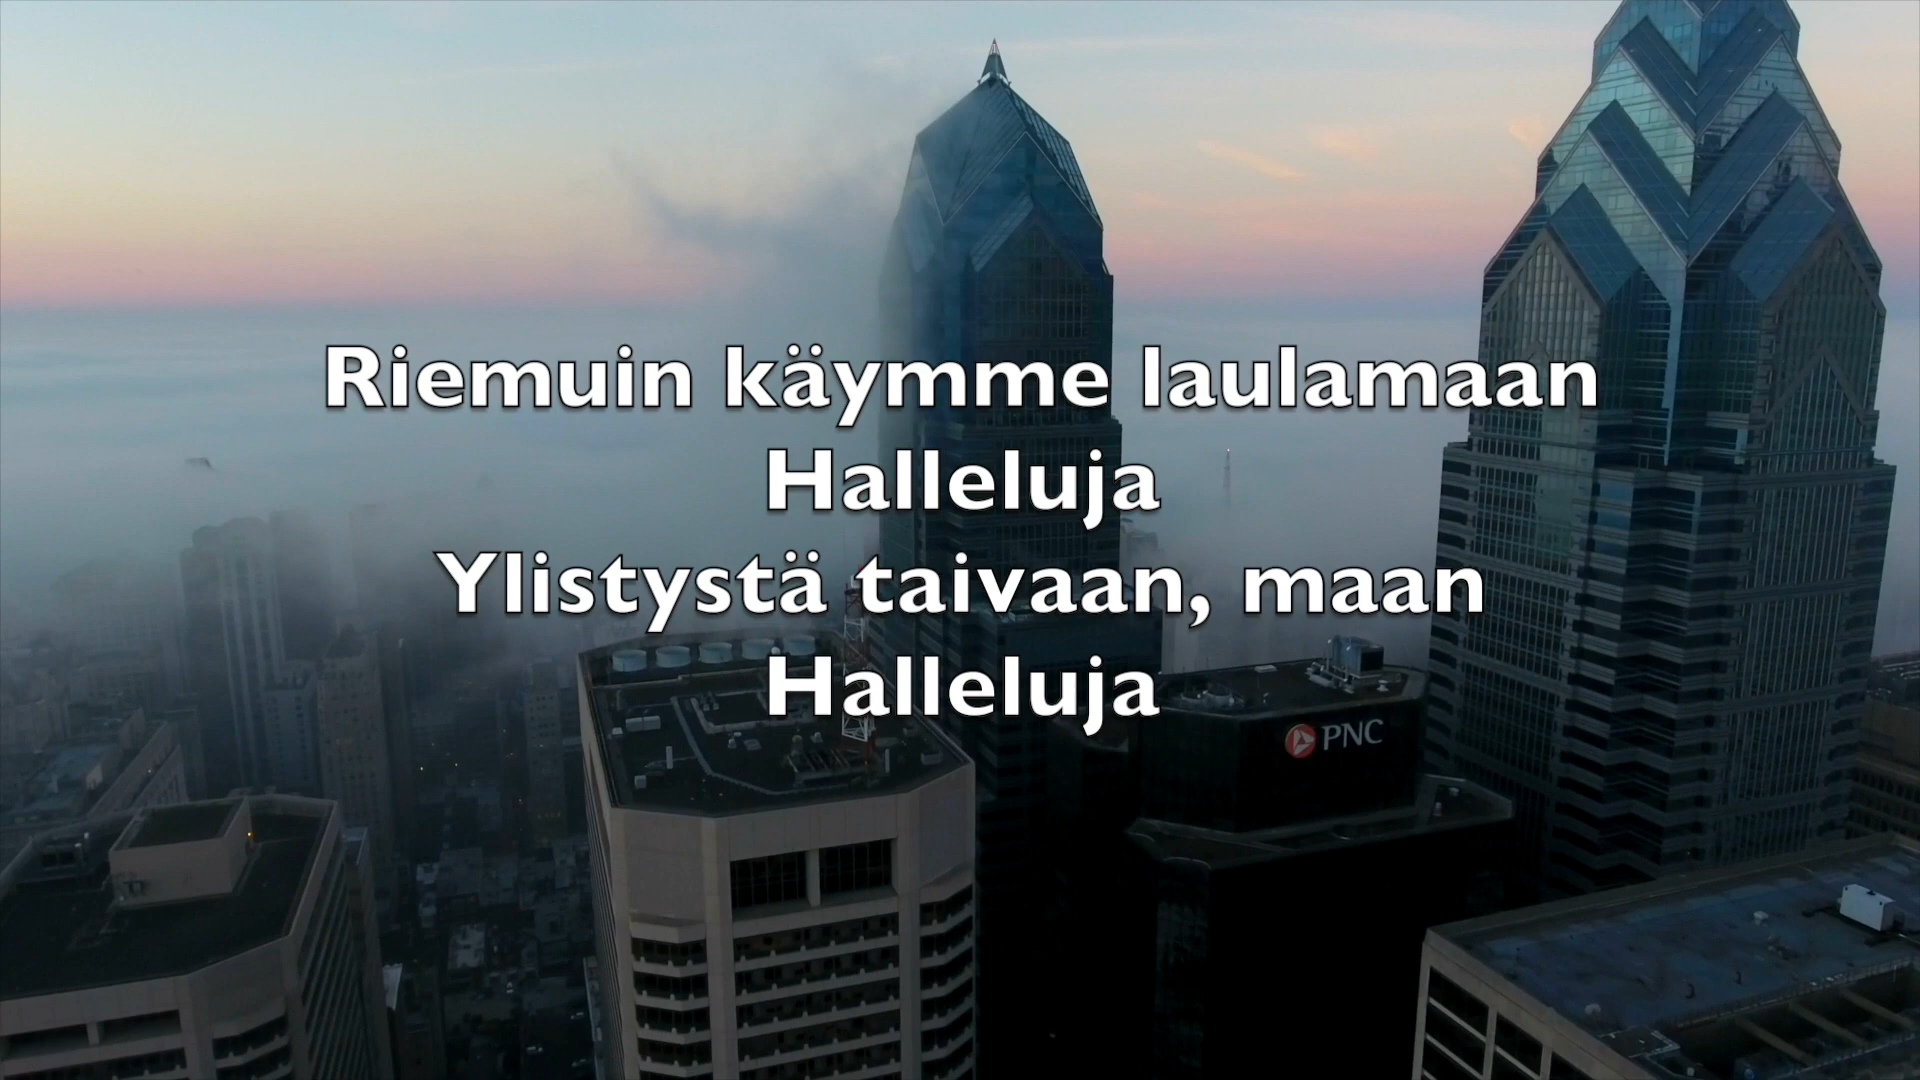 Riemuin käymme laulamaan
Halleluja
Ylistystä taivaan, maan
Halleluja
PNC